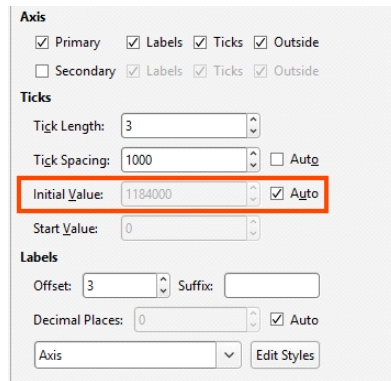 Axis
Primary Labels Ticks Outside
Secondary Labels Ticks Outside
Ticks
Tick Length: 3
Tick Spacing: 1000 Auto
Initial Value: 1184000 Auto
Start Value: 0
Labels
Offset: 3 Suffix:
Decimal Places: 0 Auto
Axis Edit Styles